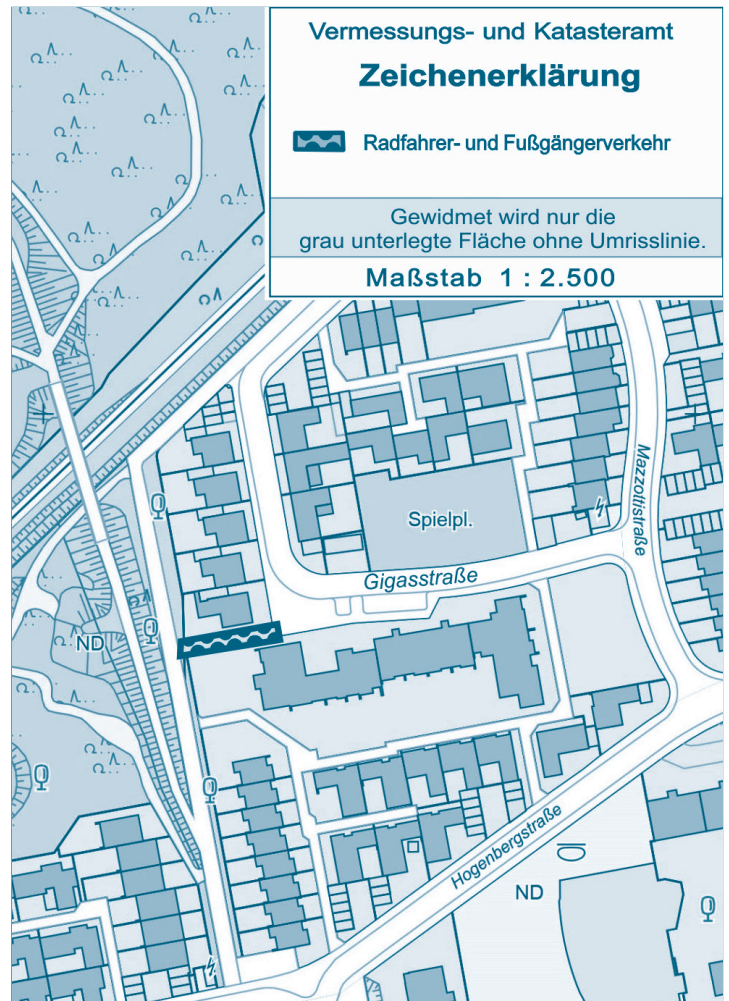 Vermessungs- und Katasteramt
Zeichenerklärung
Radfahrer- und Fußgängerverkehr
Gewidmet wird nur die
grau unterlegte Fläche ohne Umrisslinie.
Maßstab 1 : 2.500
Mazzottistraße
Spielpl.
Gigasstraße
ND
Hogenbergstraße
ND